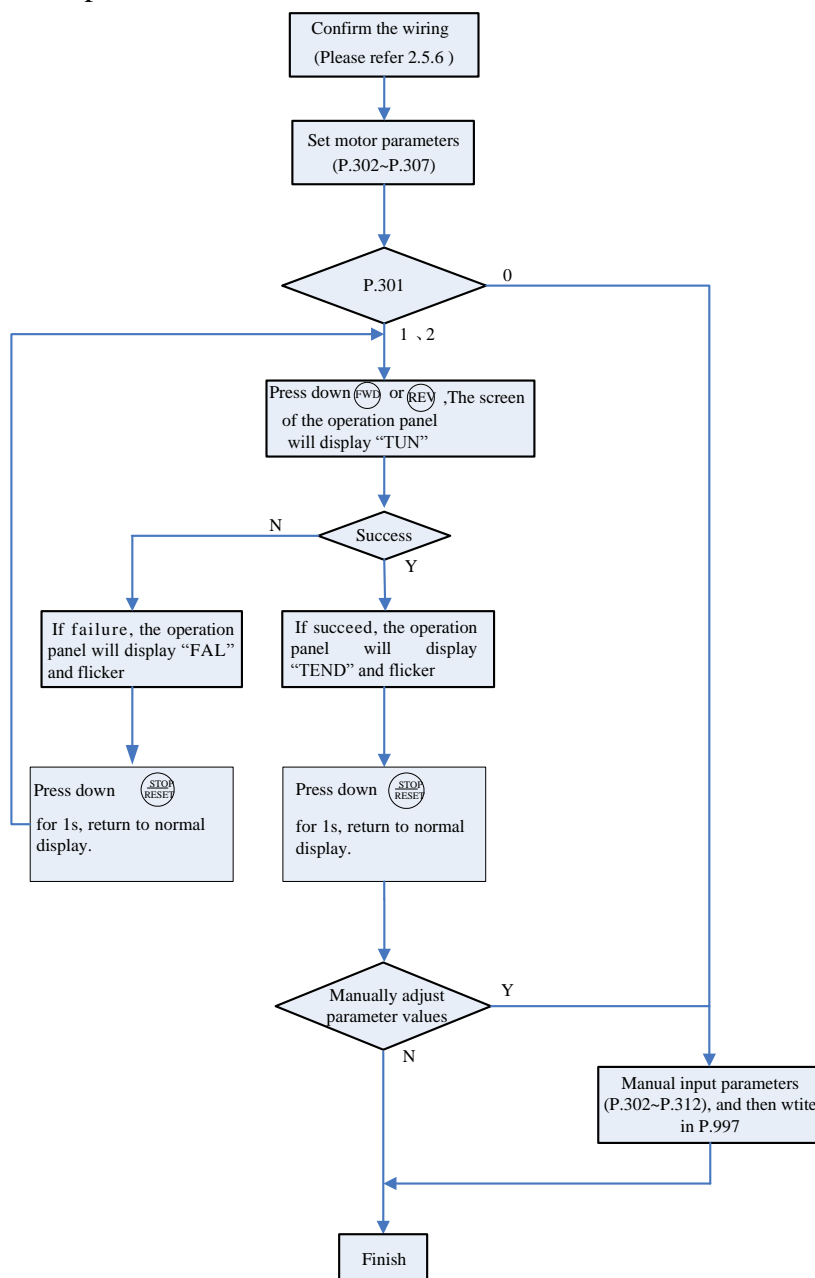 Confirm the wiring
(Please refer 2.5.6 )
Set motor parameters
(P.302~P.307)
P.301
0
1 、2
Press down FWD or REV ,The screen
of the operation panel
will display “TUN”
N
Success
Y
If failure, the operation
panel will display “FAL”
and flicker
If succeed, the operation
panel will display
“TEND” and flicker
Press down STOP
RESET
for 1s, return to normal
display.
Press down STOP
RESET
for 1s, return to normal
display.
Manually adjust
parameter values
Y
N
Manual input parameters
(P.302~P.312), and then wtite
in P.997
Finish